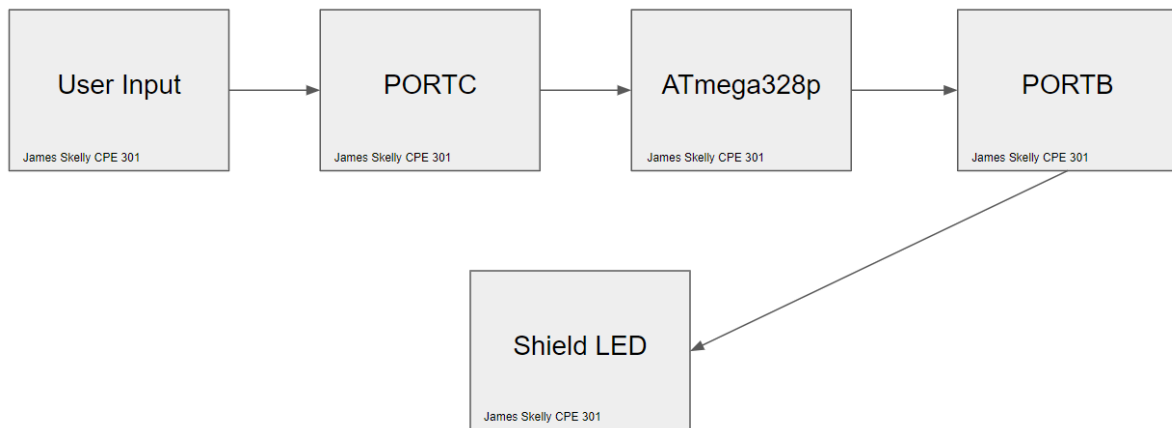 User Input
James Skelly CPE 301
PORTC
James Skelly CPE 301
ATmega328p
James Skelly CPE 301
PORTB
James Skelly CPE 301
Shield LED
James Skelly CPE 301